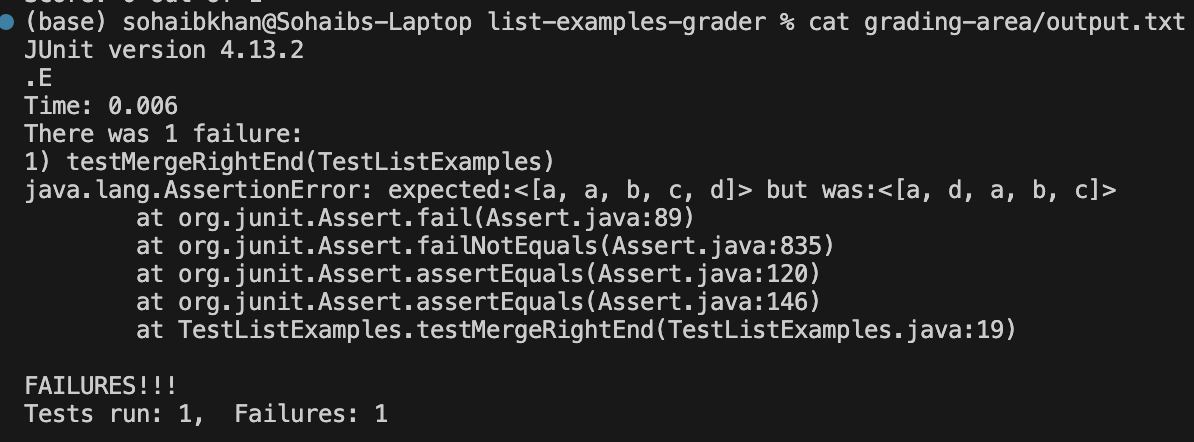 (base) sohaibkhan@Sohaibs-Laptop list-examples-grader % cat grading-area/output.txt
JUnit version 4.13.2
.E
Time: 0.006
There was 1 failure:
1) testMergeRightEnd(TestListExamples)
java.lang.AssertionError: expected:<[a, a, b, c, d]> but was:<[a, d, a, b, c]>
        at org.junit.Assert.fail(Assert.java:89)
        at org.junit.Assert.failNotEquals(Assert.java:835)
        at org.junit.Assert.assertEquals(Assert.java:120)
        at org.junit.Assert.assertEquals(Assert.java:146)
        at TestListExamples.testMergeRightEnd(TestListExamples.java:19)

FAILURES!!!
Tests run: 1,  Failures: 1